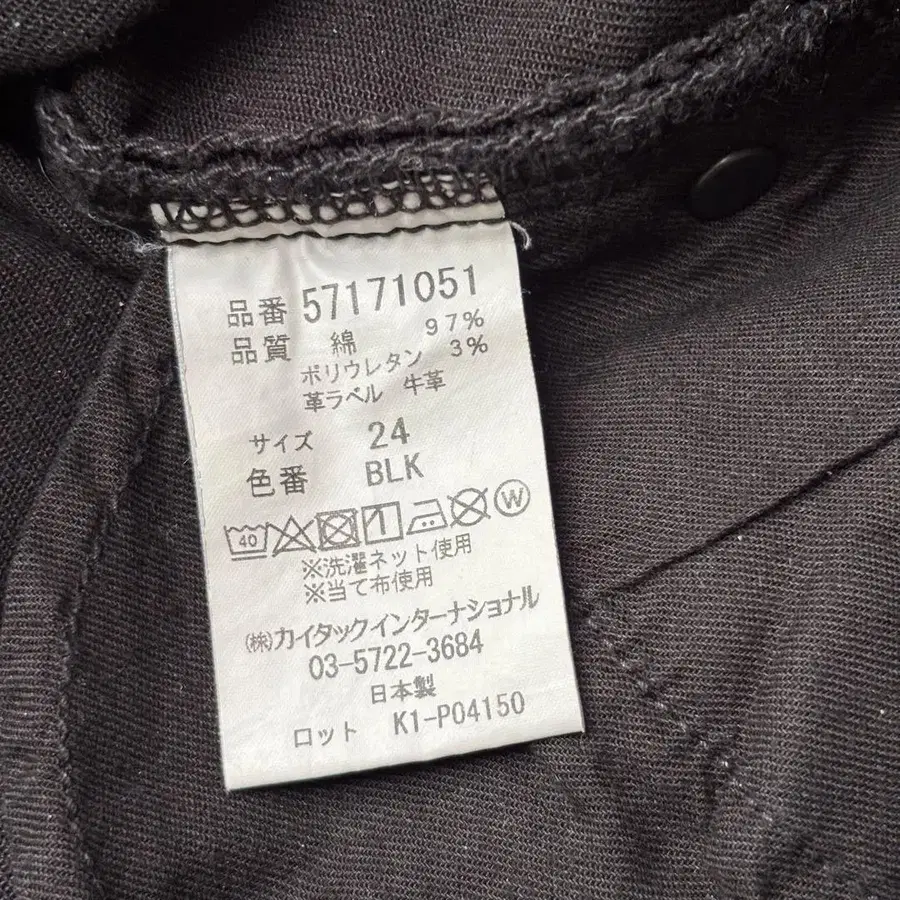 品番 57171051
品質 綿 97%
ポリウレタン 3%
革ラベル 牛革
サイズ 24
色番 BLK
40 W
※洗濯ネット使用
※当て布使用
㈱カイタックインターナショナル
03-5722-3684
日本製
ロット K1-P04150